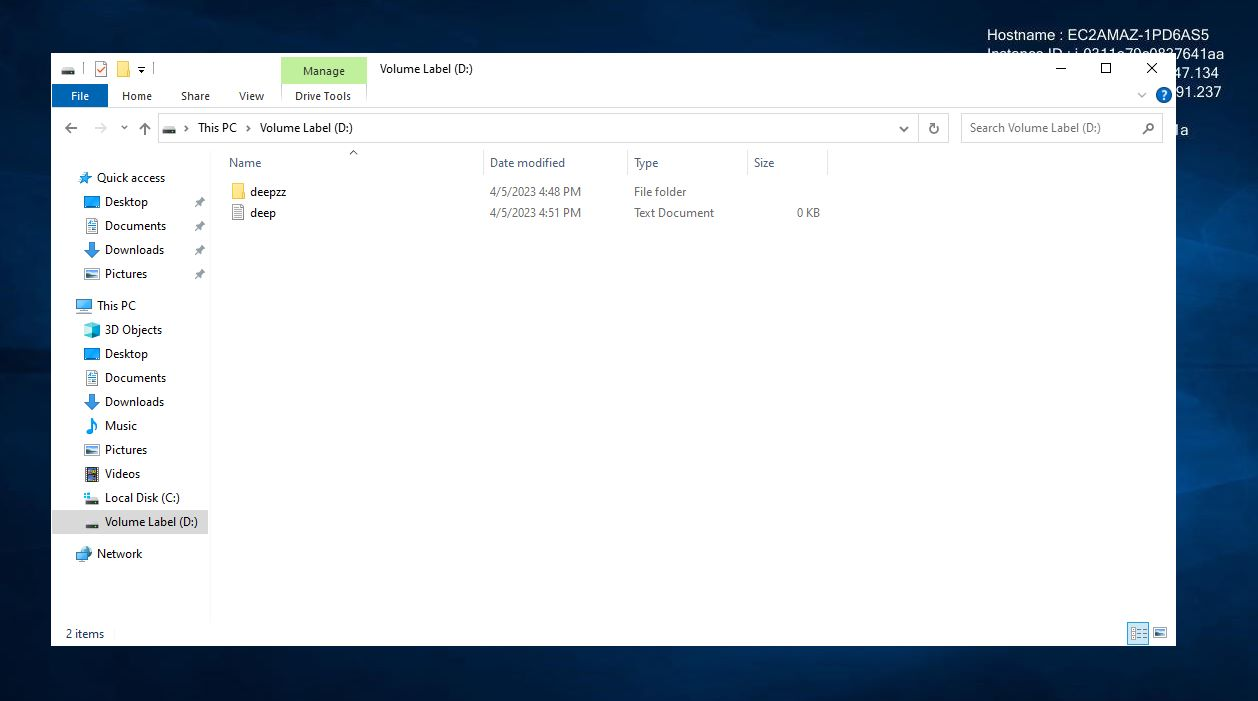 Hostname : EC2AMAZ-1PD6AS5
Manage
Volume Label (D:)
47.134
File
Home
Share
View
Drive Tools
91.237
This PC
Volume Label (D:)
Search Volume Label (D:)
1a
Name
Date modified
Type
Size
deepzz
4/5/2023 4:48 PM
File folder
deep
4/5/2023 4:51 PM
Text Document
0 KB
Quick access
Desktop
Documents
Downloads
Pictures
This PC
3D Objects
Desktop
Documents
Downloads
Music
Pictures
Videos
Local Disk (C:)
Volume Label (D:)
Network
2 items